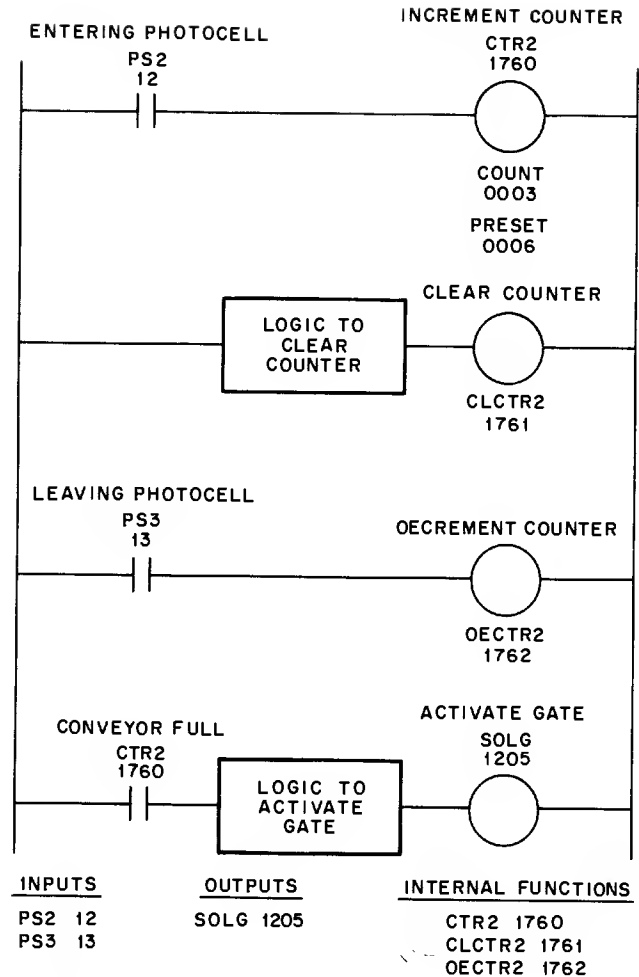 INCREMENT COUNTER
ENTERING PHOTOCELL
CTR2
1760
PS2
12
COUNT
0003
PRESET
0006
CLEAR COUNTER
LOGIC TO
CLEAR
COUNTER
CLCTR2
1761
LEAVING PHOTOCELL
PS3
13
OECREMENT COUNTER
OECTR2
1762
ACTIVATE GATE
SOLG
1205
CONVEYOR FULL
CTR2
1760
LOGIC TO
ACTIVATE
GATE
INPUTS
PS2 12
PS3 13
OUTPUTS
SOLG 1205
INTERNAL FUNCTIONS
CTR2 1760
CLCTR2 1761
OECTR2 1762